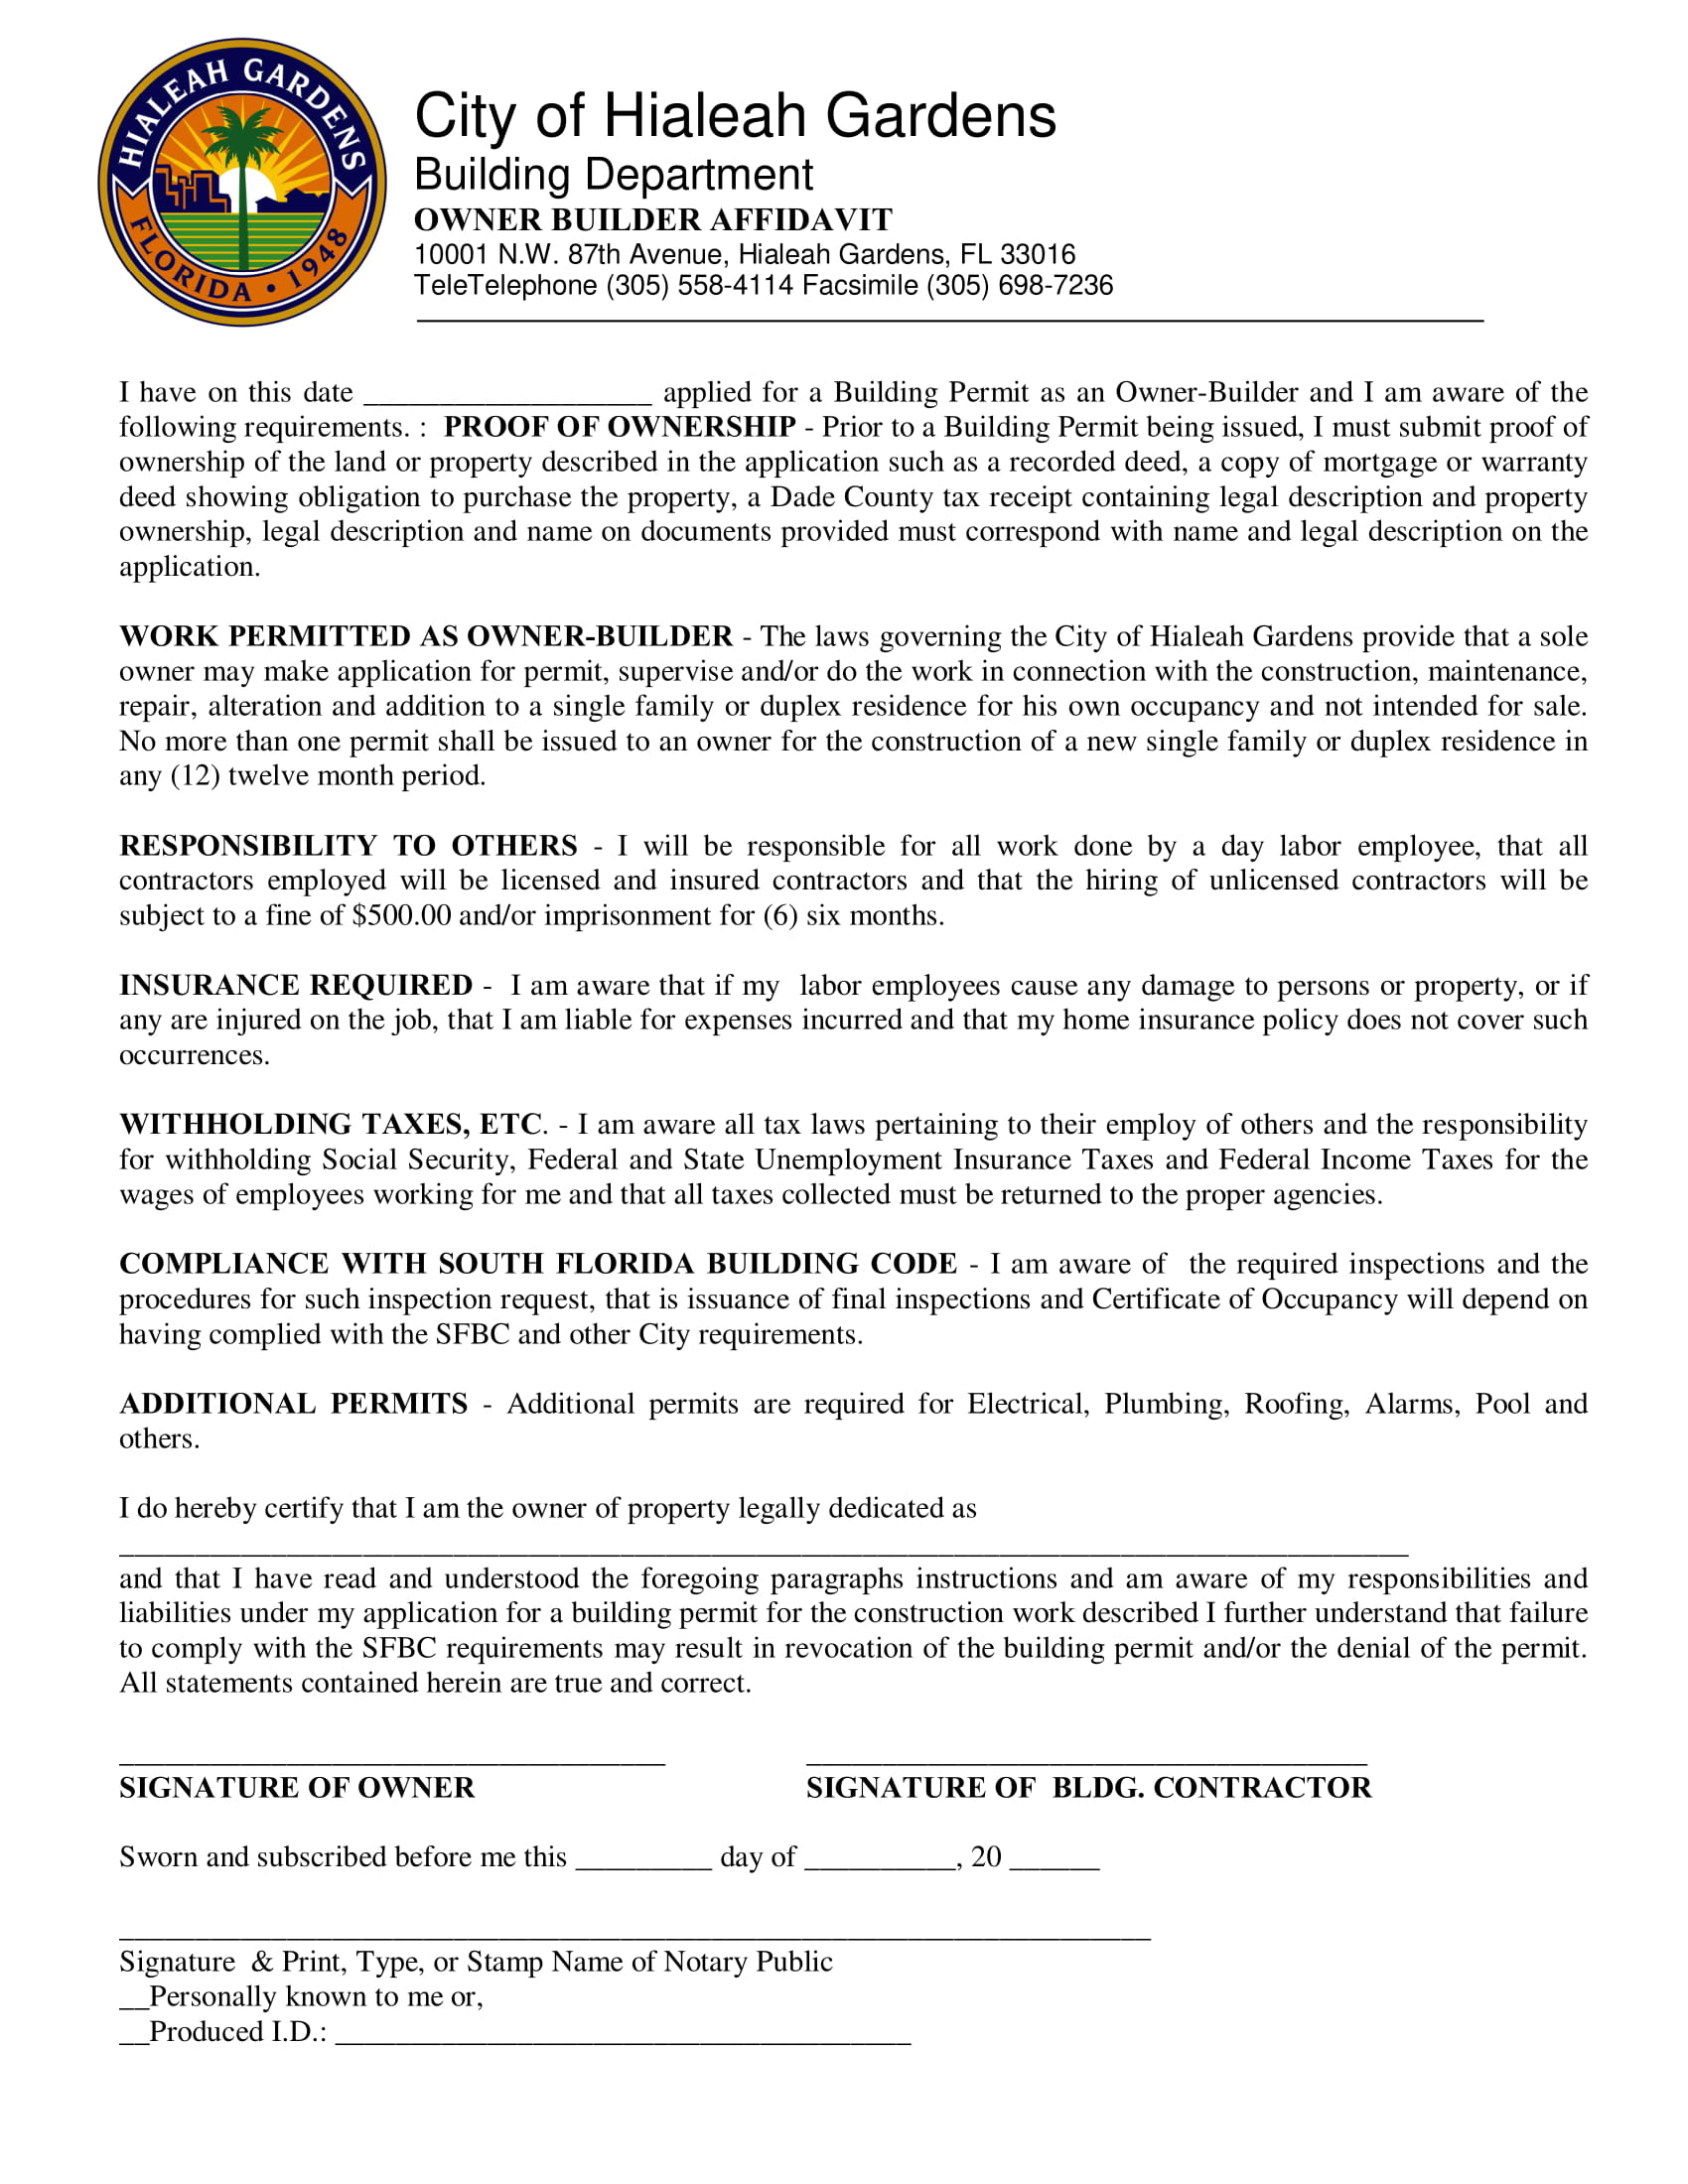 HIALEAH GARDENS
FLORIDA • 1948
City of Hialeah Gardens
Building Department
OWNER BUILDER AFFIDAVIT
10001 N.W. 87th Avenue, Hialeah Gardens, FL 33016
TeleTelephone (305) 558-4114 Facsimile (305) 698-7236
I have on this date ___________________ applied for a Building Permit as an Owner-Builder and I am aware of the
following requirements. : PROOF OF OWNERSHIP - Prior to a Building Permit being issued, I must submit proof of
ownership of the land or property described in the application such as a recorded deed, a copy of mortgage or warranty
deed showing obligation to purchase the property, a Dade County tax receipt containing legal description and property
ownership, legal description and name on documents provided must correspond with name and legal description on the
application.
WORK PERMITTED AS OWNER-BUILDER - The laws governing the City of Hialeah Gardens provide that a sole
owner may make application for permit, supervise and/or do the work in connection with the construction, maintenance,
repair, alteration and addition to a single family or duplex residence for his own occupancy and not intended for sale.
No more than one permit shall be issued to an owner for the construction of a new single family or duplex residence in
any (12) twelve month period.
RESPONSIBILITY TO OTHERS - I will be responsible for all work done by a day labor employee, that all
contractors employed will be licensed and insured contractors and that the hiring of unlicensed contractors will be
subject to a fine of $500.00 and/or imprisonment for (6) six months.
INSURANCE REQUIRED - I am aware that if my labor employees cause any damage to persons or property, or if
any are injured on the job, that I am liable for expenses incurred and that my home insurance policy does not cover such
occurrences.
WITHHOLDING TAXES, ETC. - I am aware all tax laws pertaining to their employ of others and the responsibility
for withholding Social Security, Federal and State Unemployment Insurance Taxes and Federal Income Taxes for the
wages of employees working for me and that all taxes collected must be returned to the proper agencies.
COMPLIANCE WITH SOUTH FLORIDA BUILDING CODE - I am aware of the required inspections and the
procedures for such inspection request, that is issuance of final inspections and Certificate of Occupancy will depend on
having complied with the SFBC and other City requirements.
ADDITIONAL PERMITS - Additional permits are required for Electrical, Plumbing, Roofing, Alarms, Pool and
others.
I do hereby certify that I am the owner of property legally dedicated as
_____________________________________________________________________________________
and that I have read and understood the foregoing paragraphs instructions and am aware of my responsibilities and
liabilities under my application for a building permit for the construction work described I further understand that failure
to comply with the SFBC requirements may result in revocation of the building permit and/or the denial of the permit.
All statements contained herein are true and correct.
____________________________________ _____________________________________
SIGNATURE OF OWNER SIGNATURE OF BLDG. CONTRACTOR
Sworn and subscribed before me this _________ day of __________, 20 ______
____________________________________________________________________
Signature & Print, Type, or Stamp Name of Notary Public
__Personally known to me or,
__Produced I.D.: ______________________________________